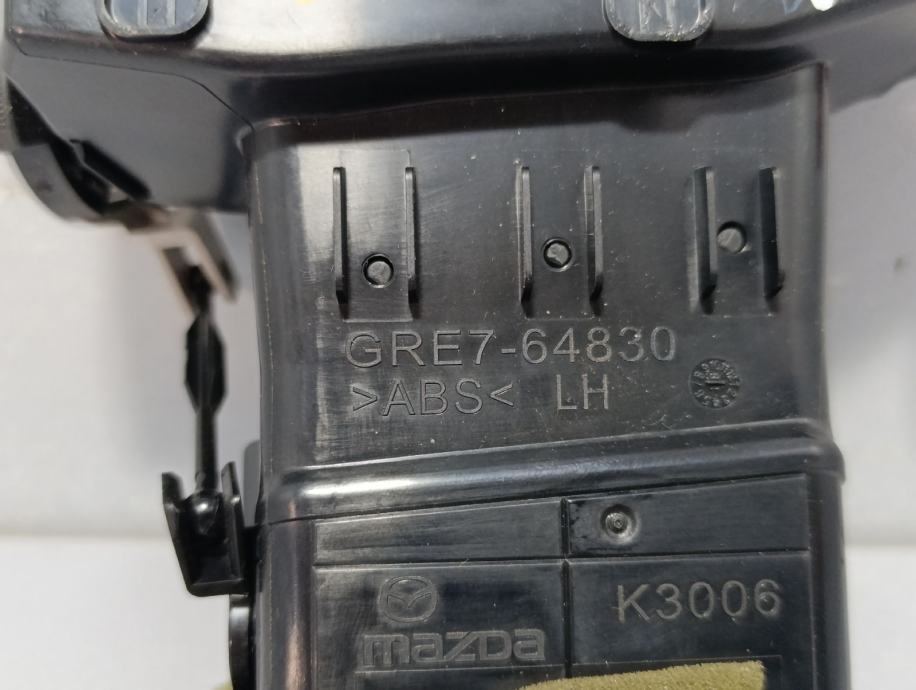 GRE7-64830
>ABS< LH
K3006
mazda